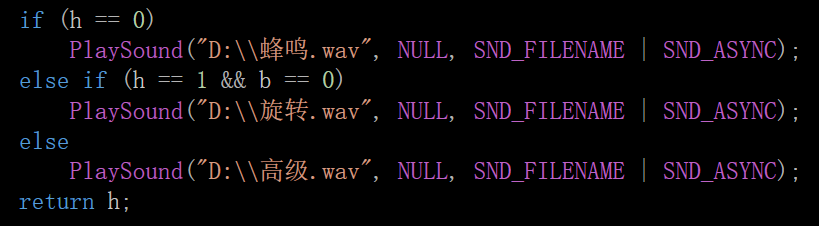 if (h == 0)
    PlaySound("D:\\蜂鸣.wav", NULL, SND_FILENAME | SND_ASYNC);
else if (h == 1 && b == 0)
    PlaySound("D:\\旋转.wav", NULL, SND_FILENAME | SND_ASYNC);
else
    PlaySound("D:\\高级.wav", NULL, SND_FILENAME | SND_ASYNC);
return h;